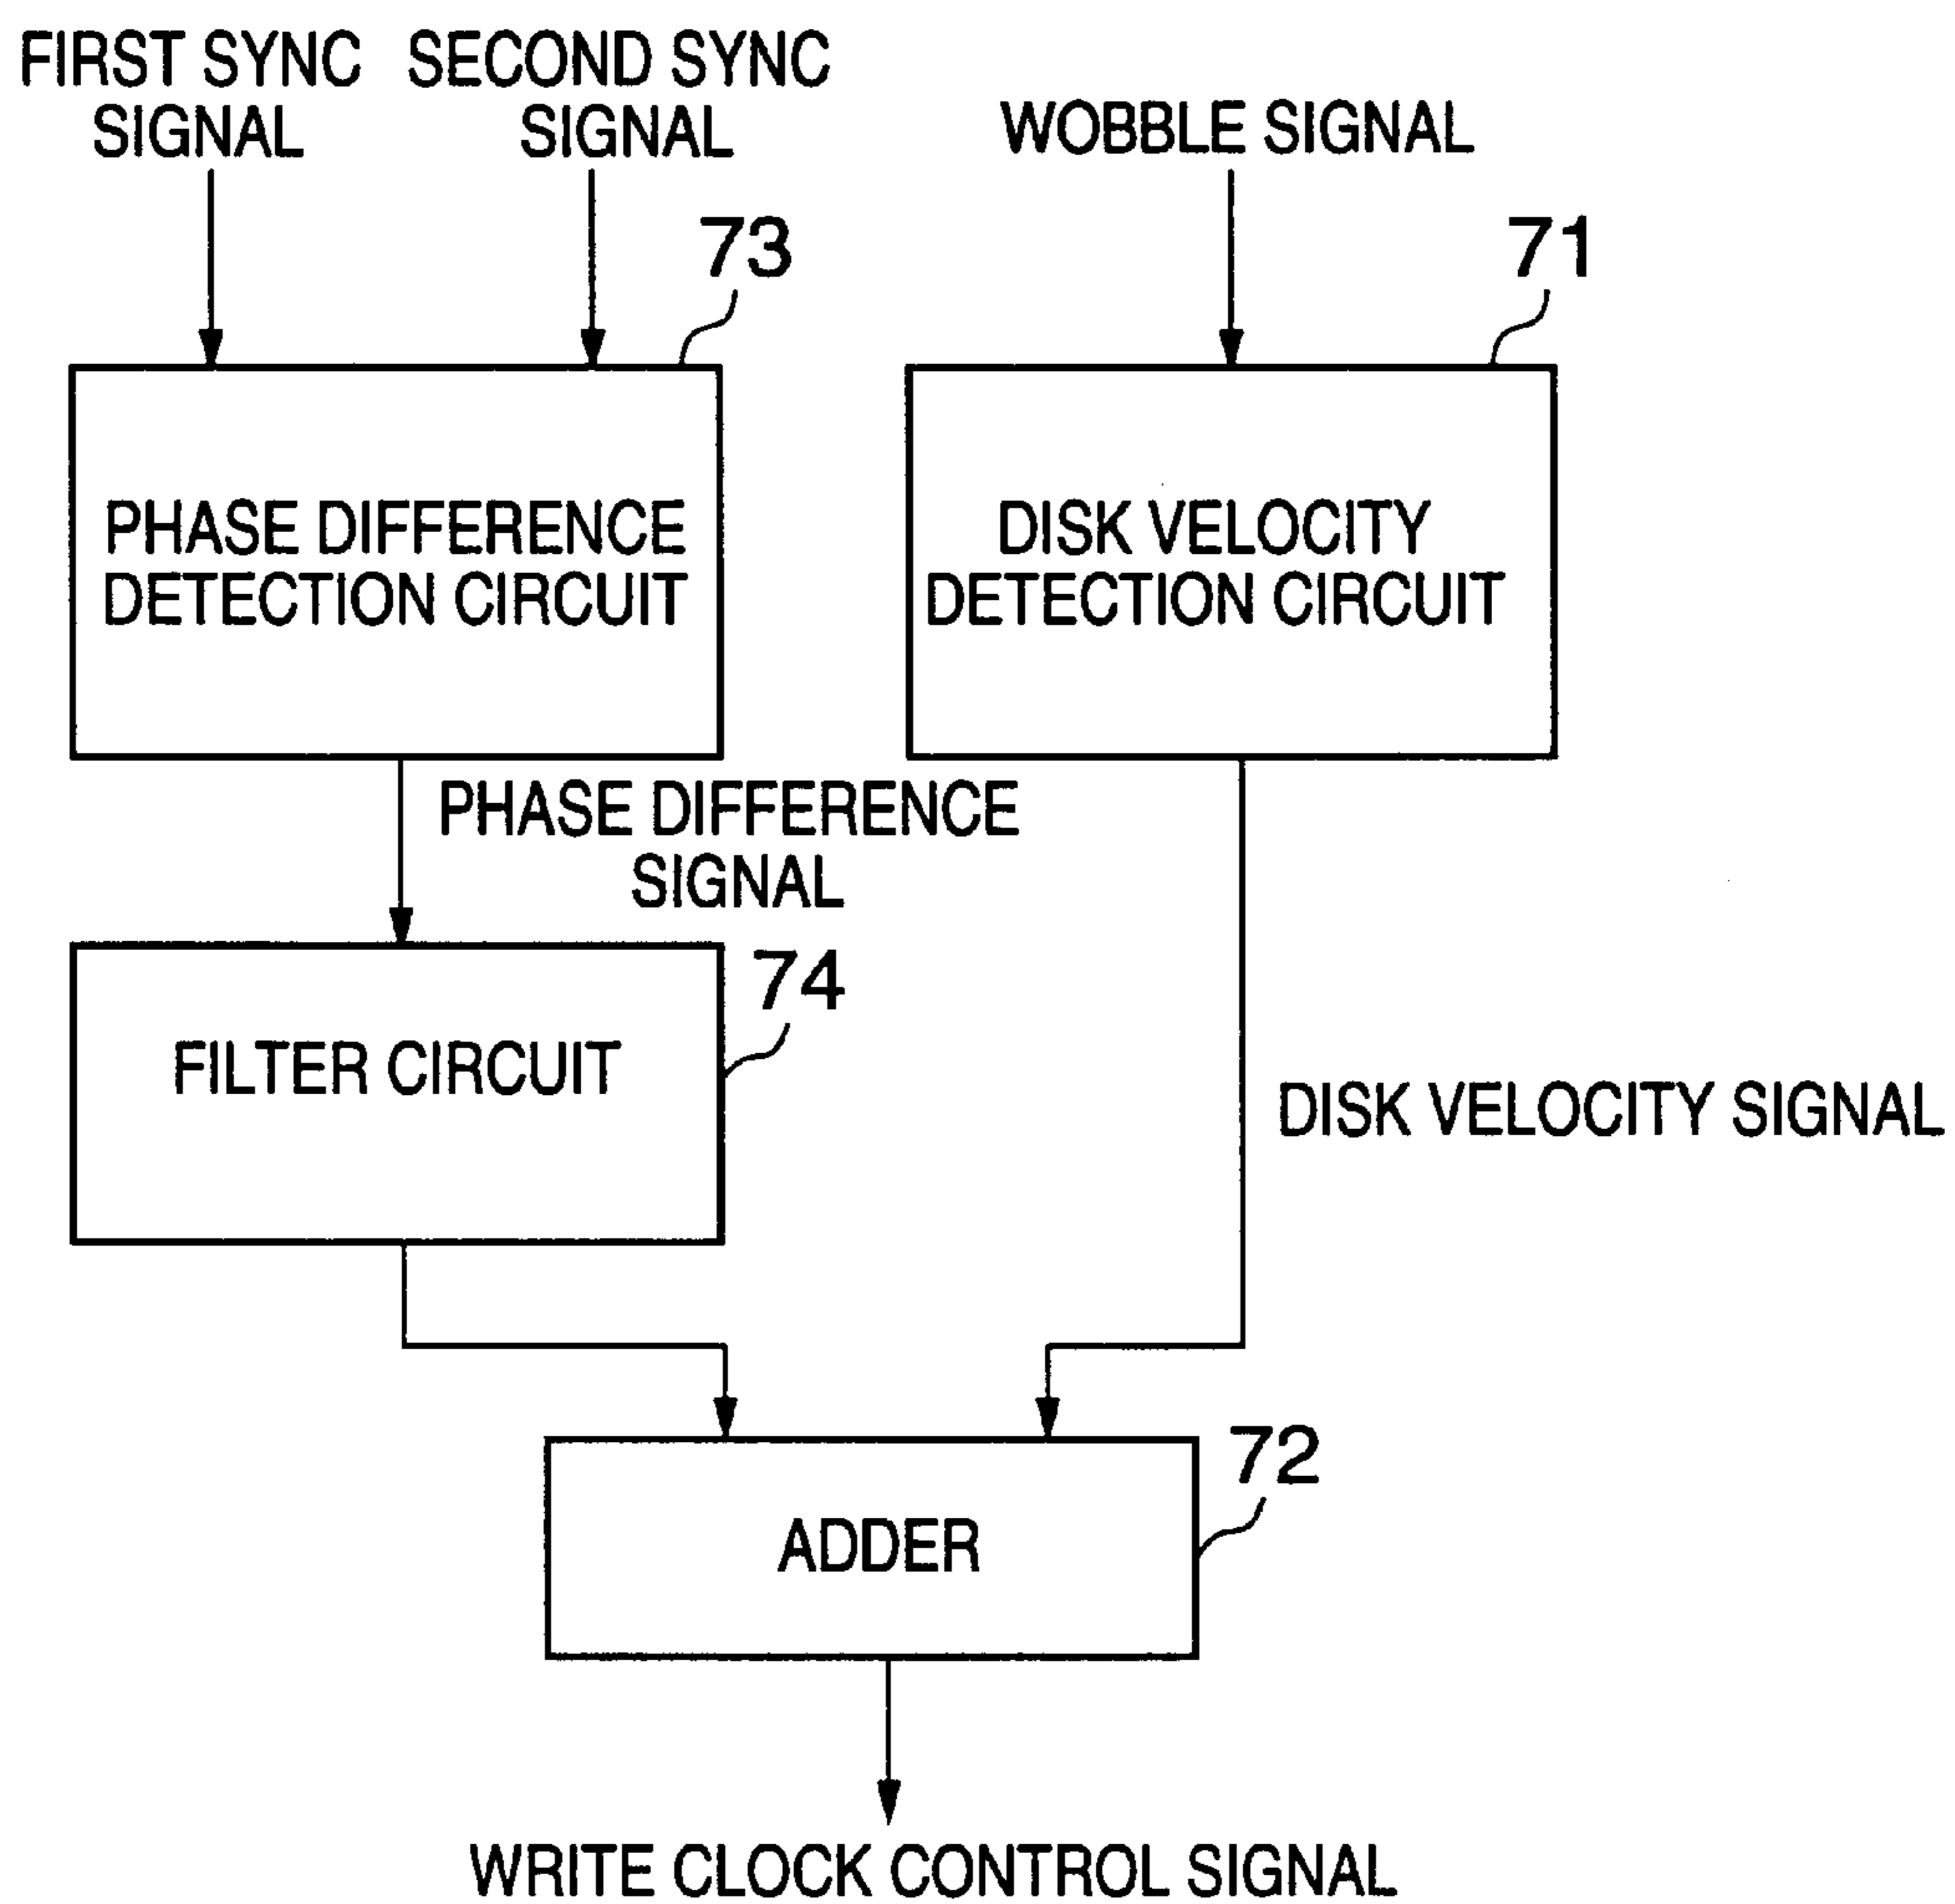 FIRST SYNC
SIGNAL
SECOND SYNC
SIGNAL
WOBBLE SIGNAL
73
71
PHASE DIFFERENCE
DETECTION CIRCUIT
DISK VELOCITY
DETECTION CIRCUIT
PHASE DIFFERENCE
SIGNAL
74
FILTER CIRCUIT
DISK VELOCITY SIGNAL
72
ADDER
WRITE CLOCK CONTROL SIGNAL